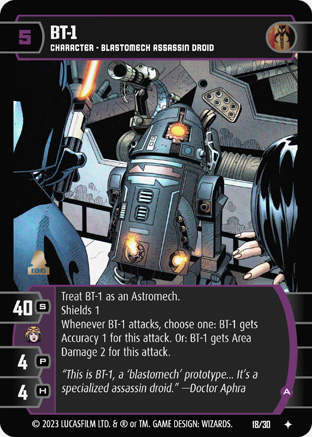 5
BT-1
CHARACTER • BLASTOMECH ASSASSIN DROID
IDC
40 S
4 P
4 H
Treat BT-1 as an Astromech.
Shields 1
Whenever BT-1 attacks, choose one: BT-1 gets
Accuracy 1 for this attack. Or: BT-1 gets Area
Damage 2 for this attack.
"This is BT-1, a 'blastomech' prototype... It's a
specialized assassin droid." —Doctor Aphra
A
© 2023 LUCASFILM LTD. & ® or TM. GAME DESIGN: WIZARDS.
18/30